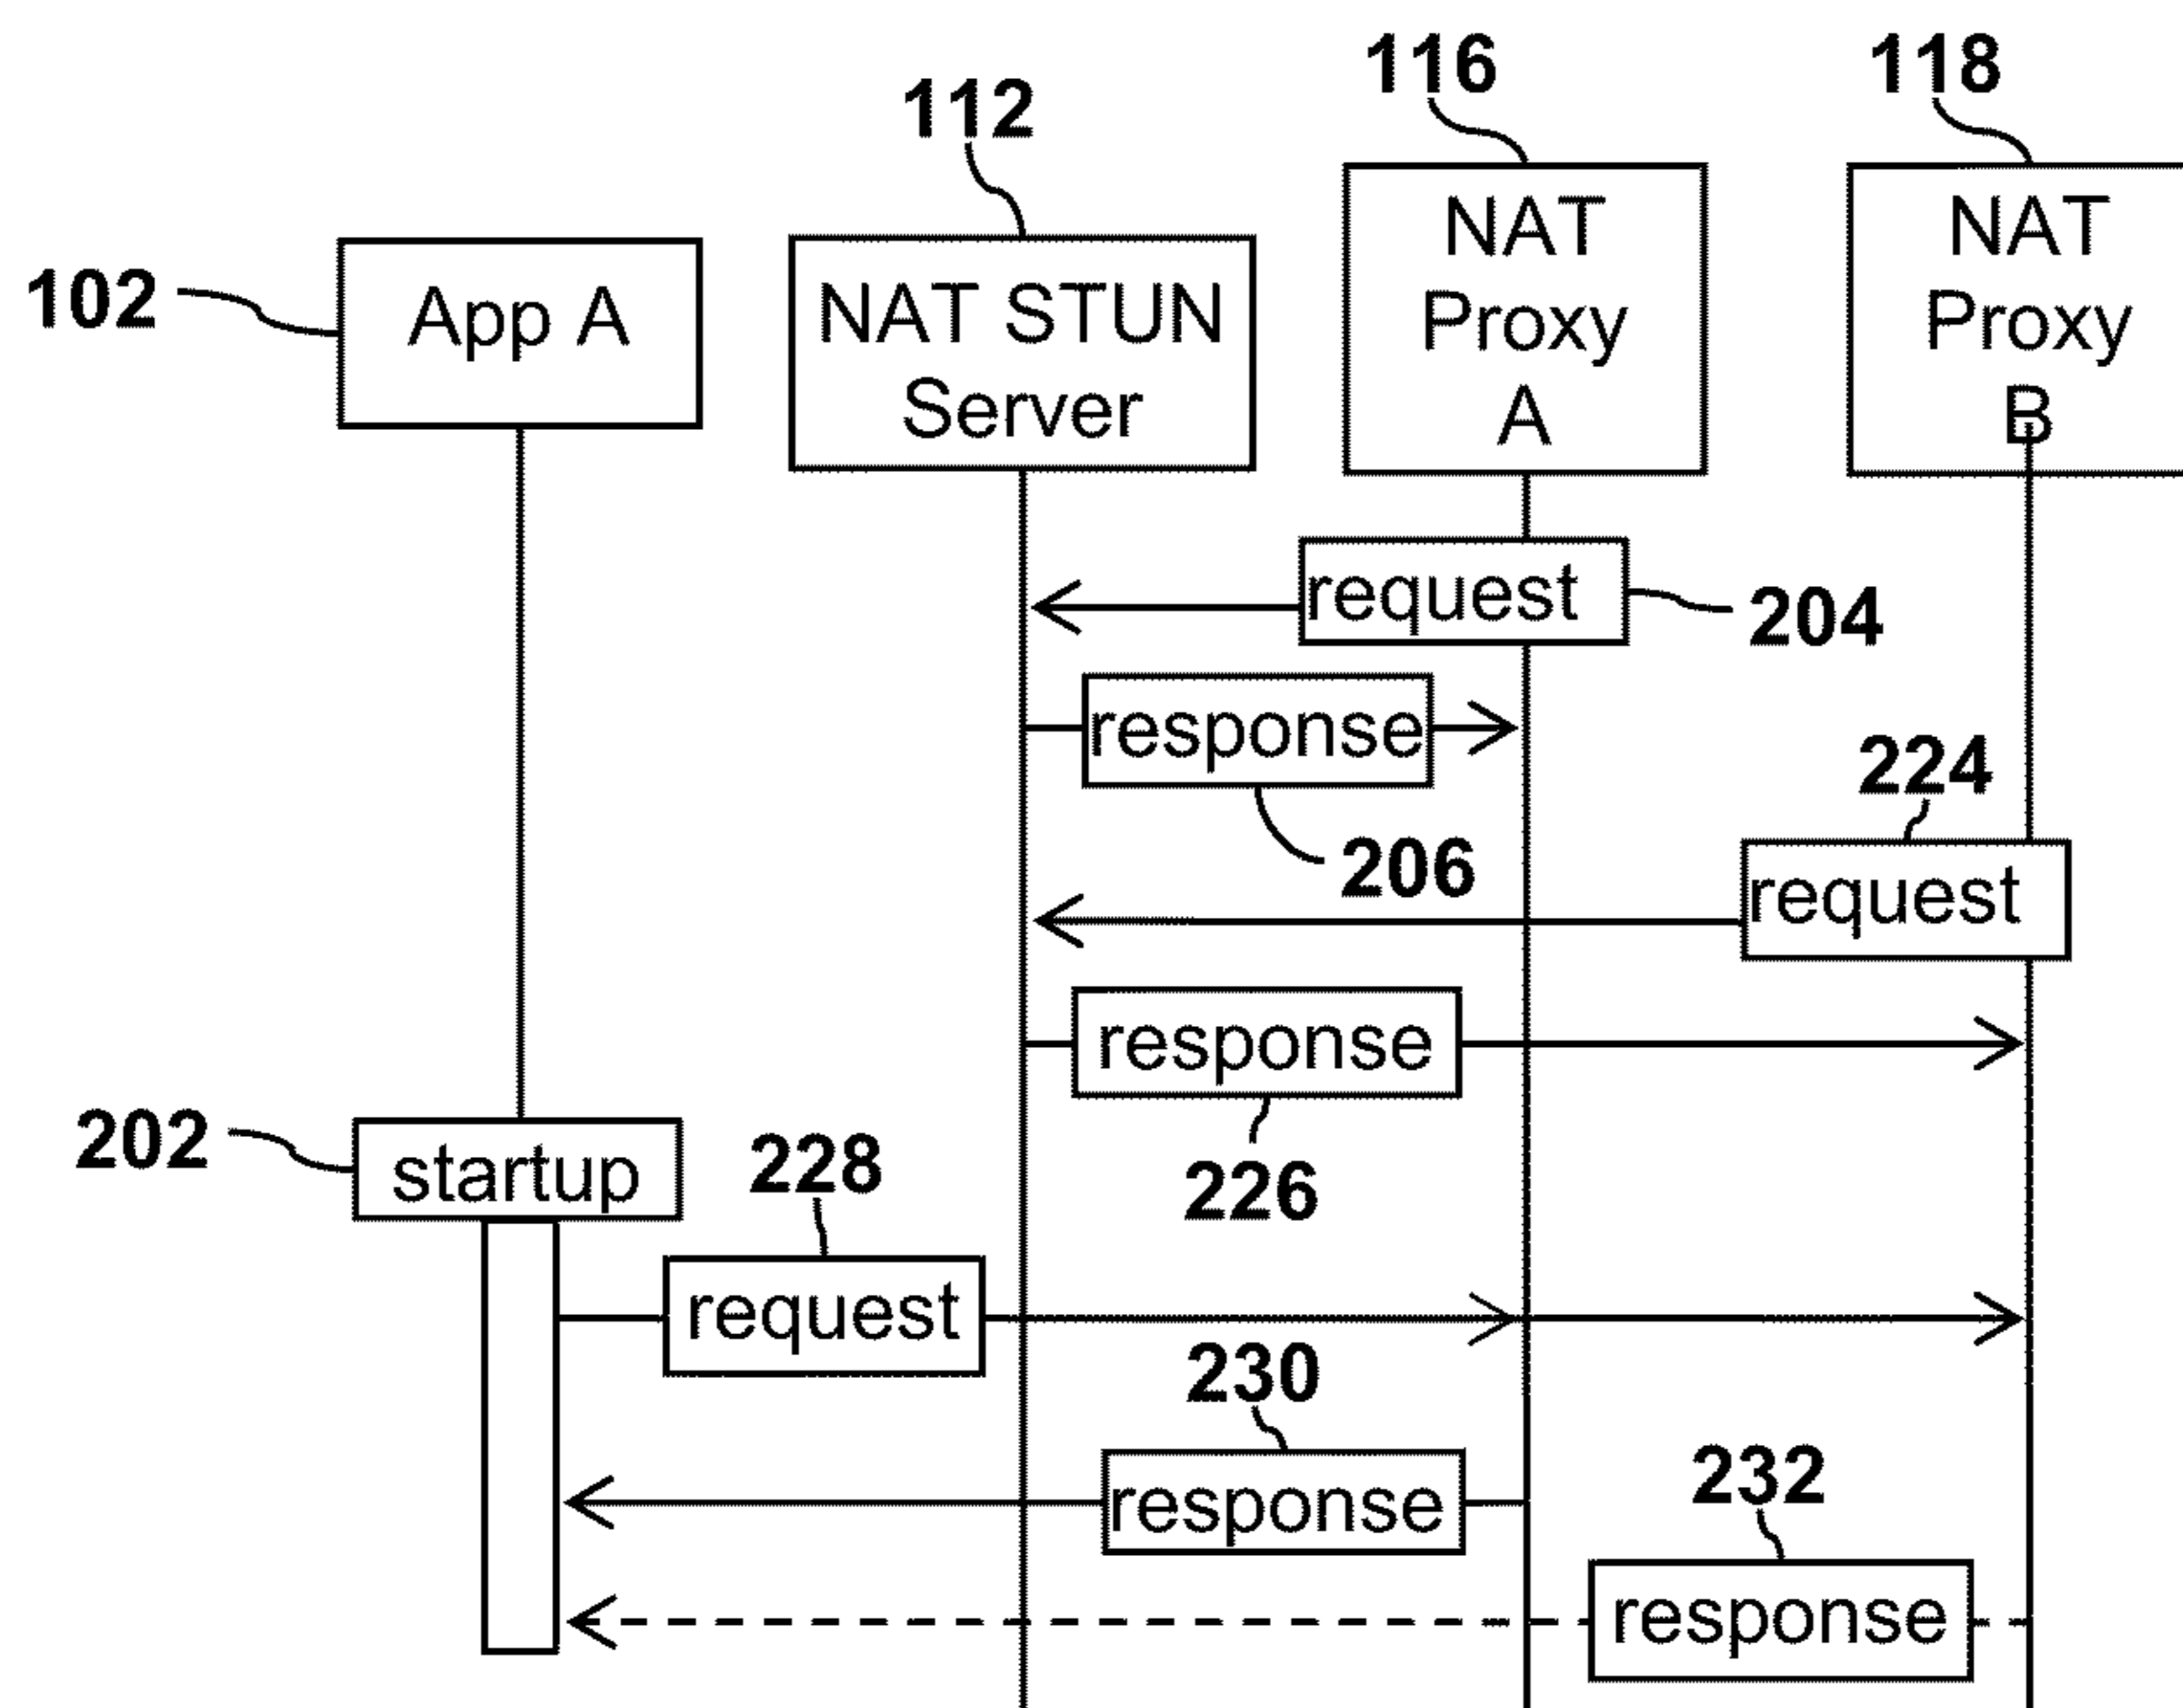 116
118
112
102
App A
NAT STUN
Server
NAT
Proxy
A
NAT
Proxy
B
request
204
response
206
224
request
response
226
202
startup
228
request
230
response
232
response